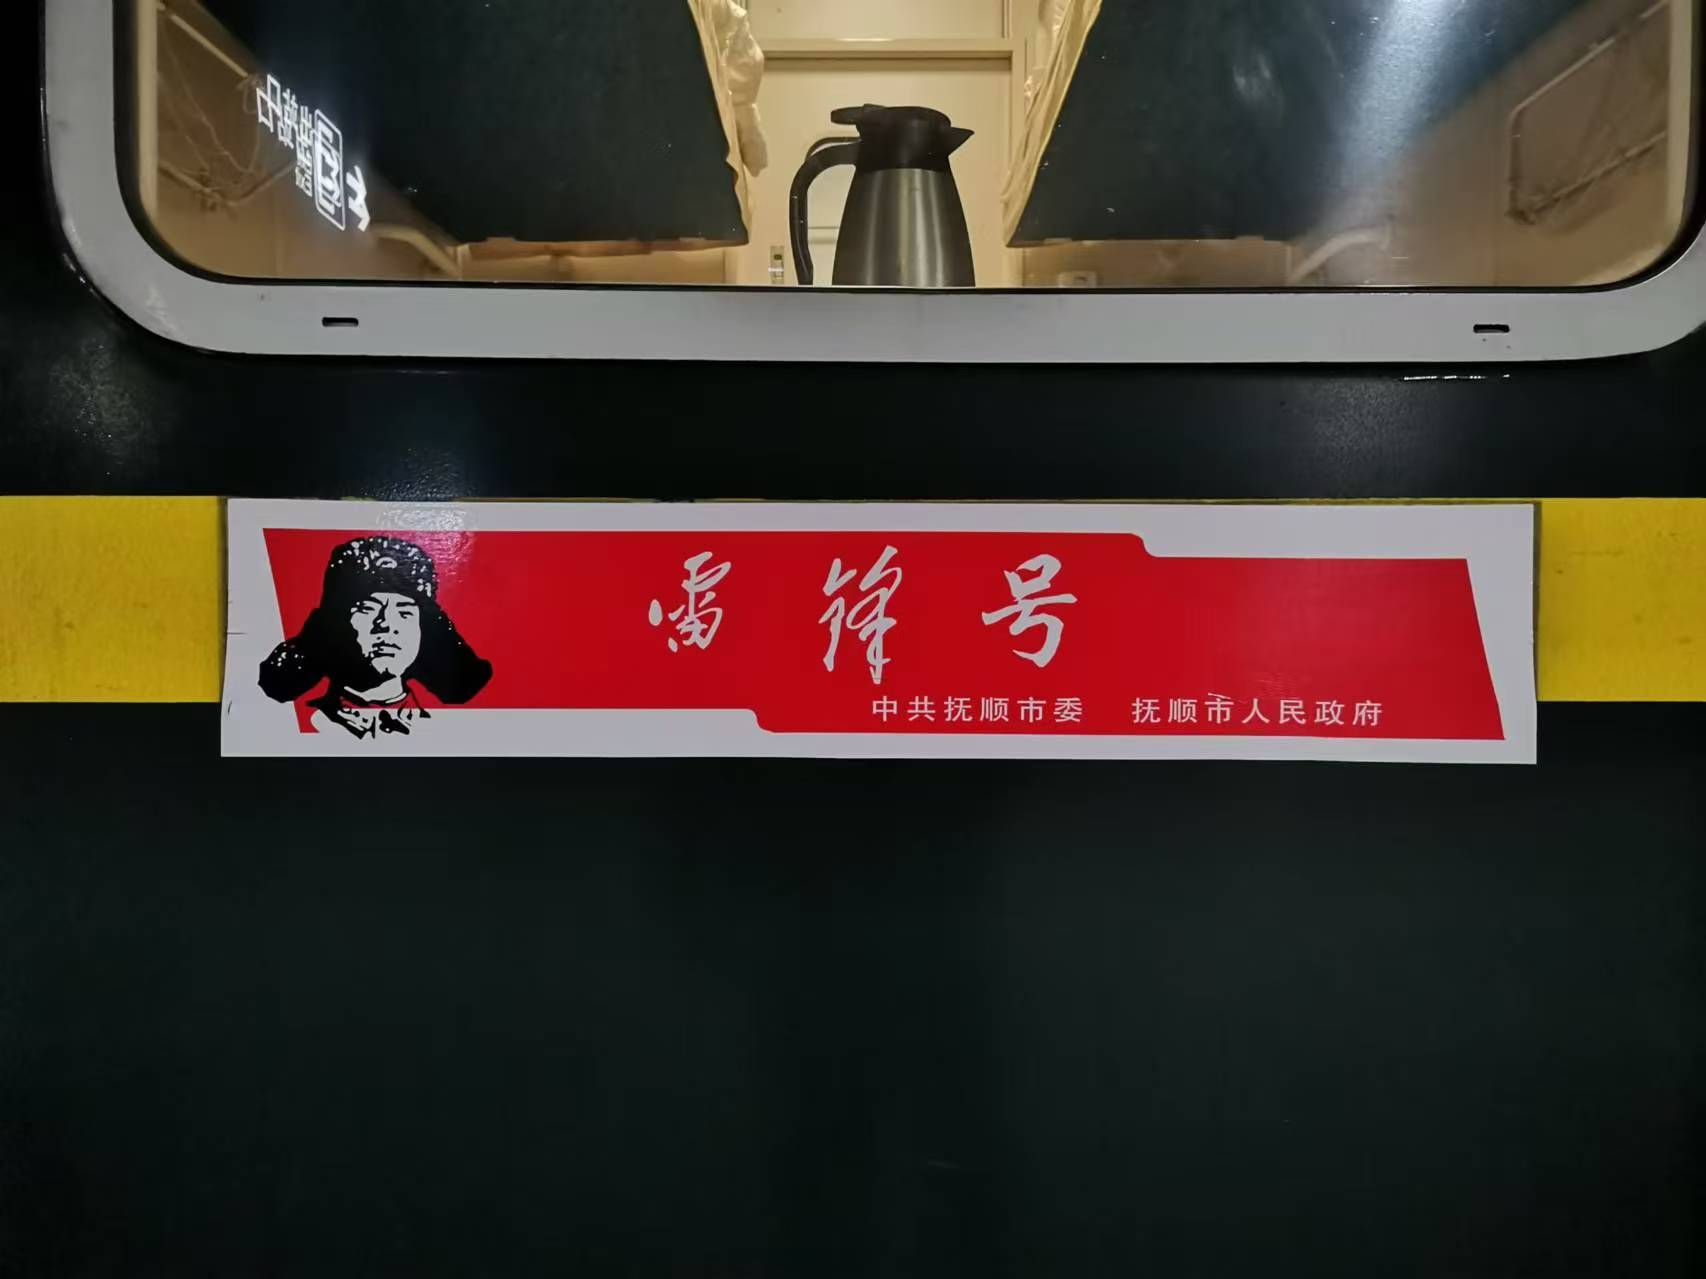 雷锋号
中共抚顺市委 抚顺市人民政府